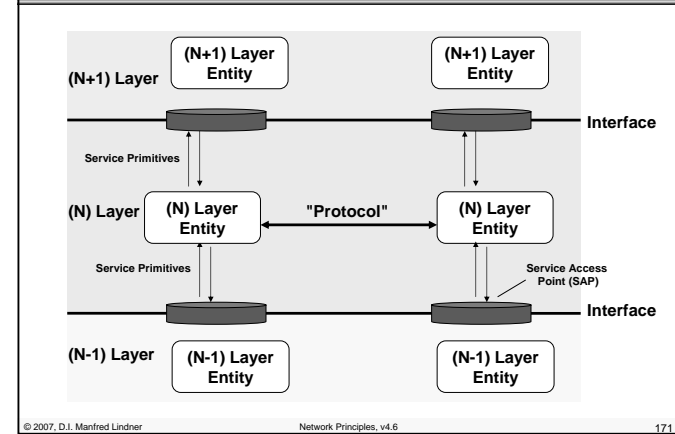 (N+1) Layer
Entity
(N+1) Layer
Entity
(N+1) Layer
Interface
Service Primitives
(N) Layer
(N) Layer
Entity
"Protocol"
(N) Layer
Entity
Service Primitives
Service Access
Point (SAP)
Interface
(N-1) Layer
(N-1) Layer
Entity
(N-1) Layer
Entity
© 2007, D.I. Manfred Lindner
Network Principles, v4.6
171